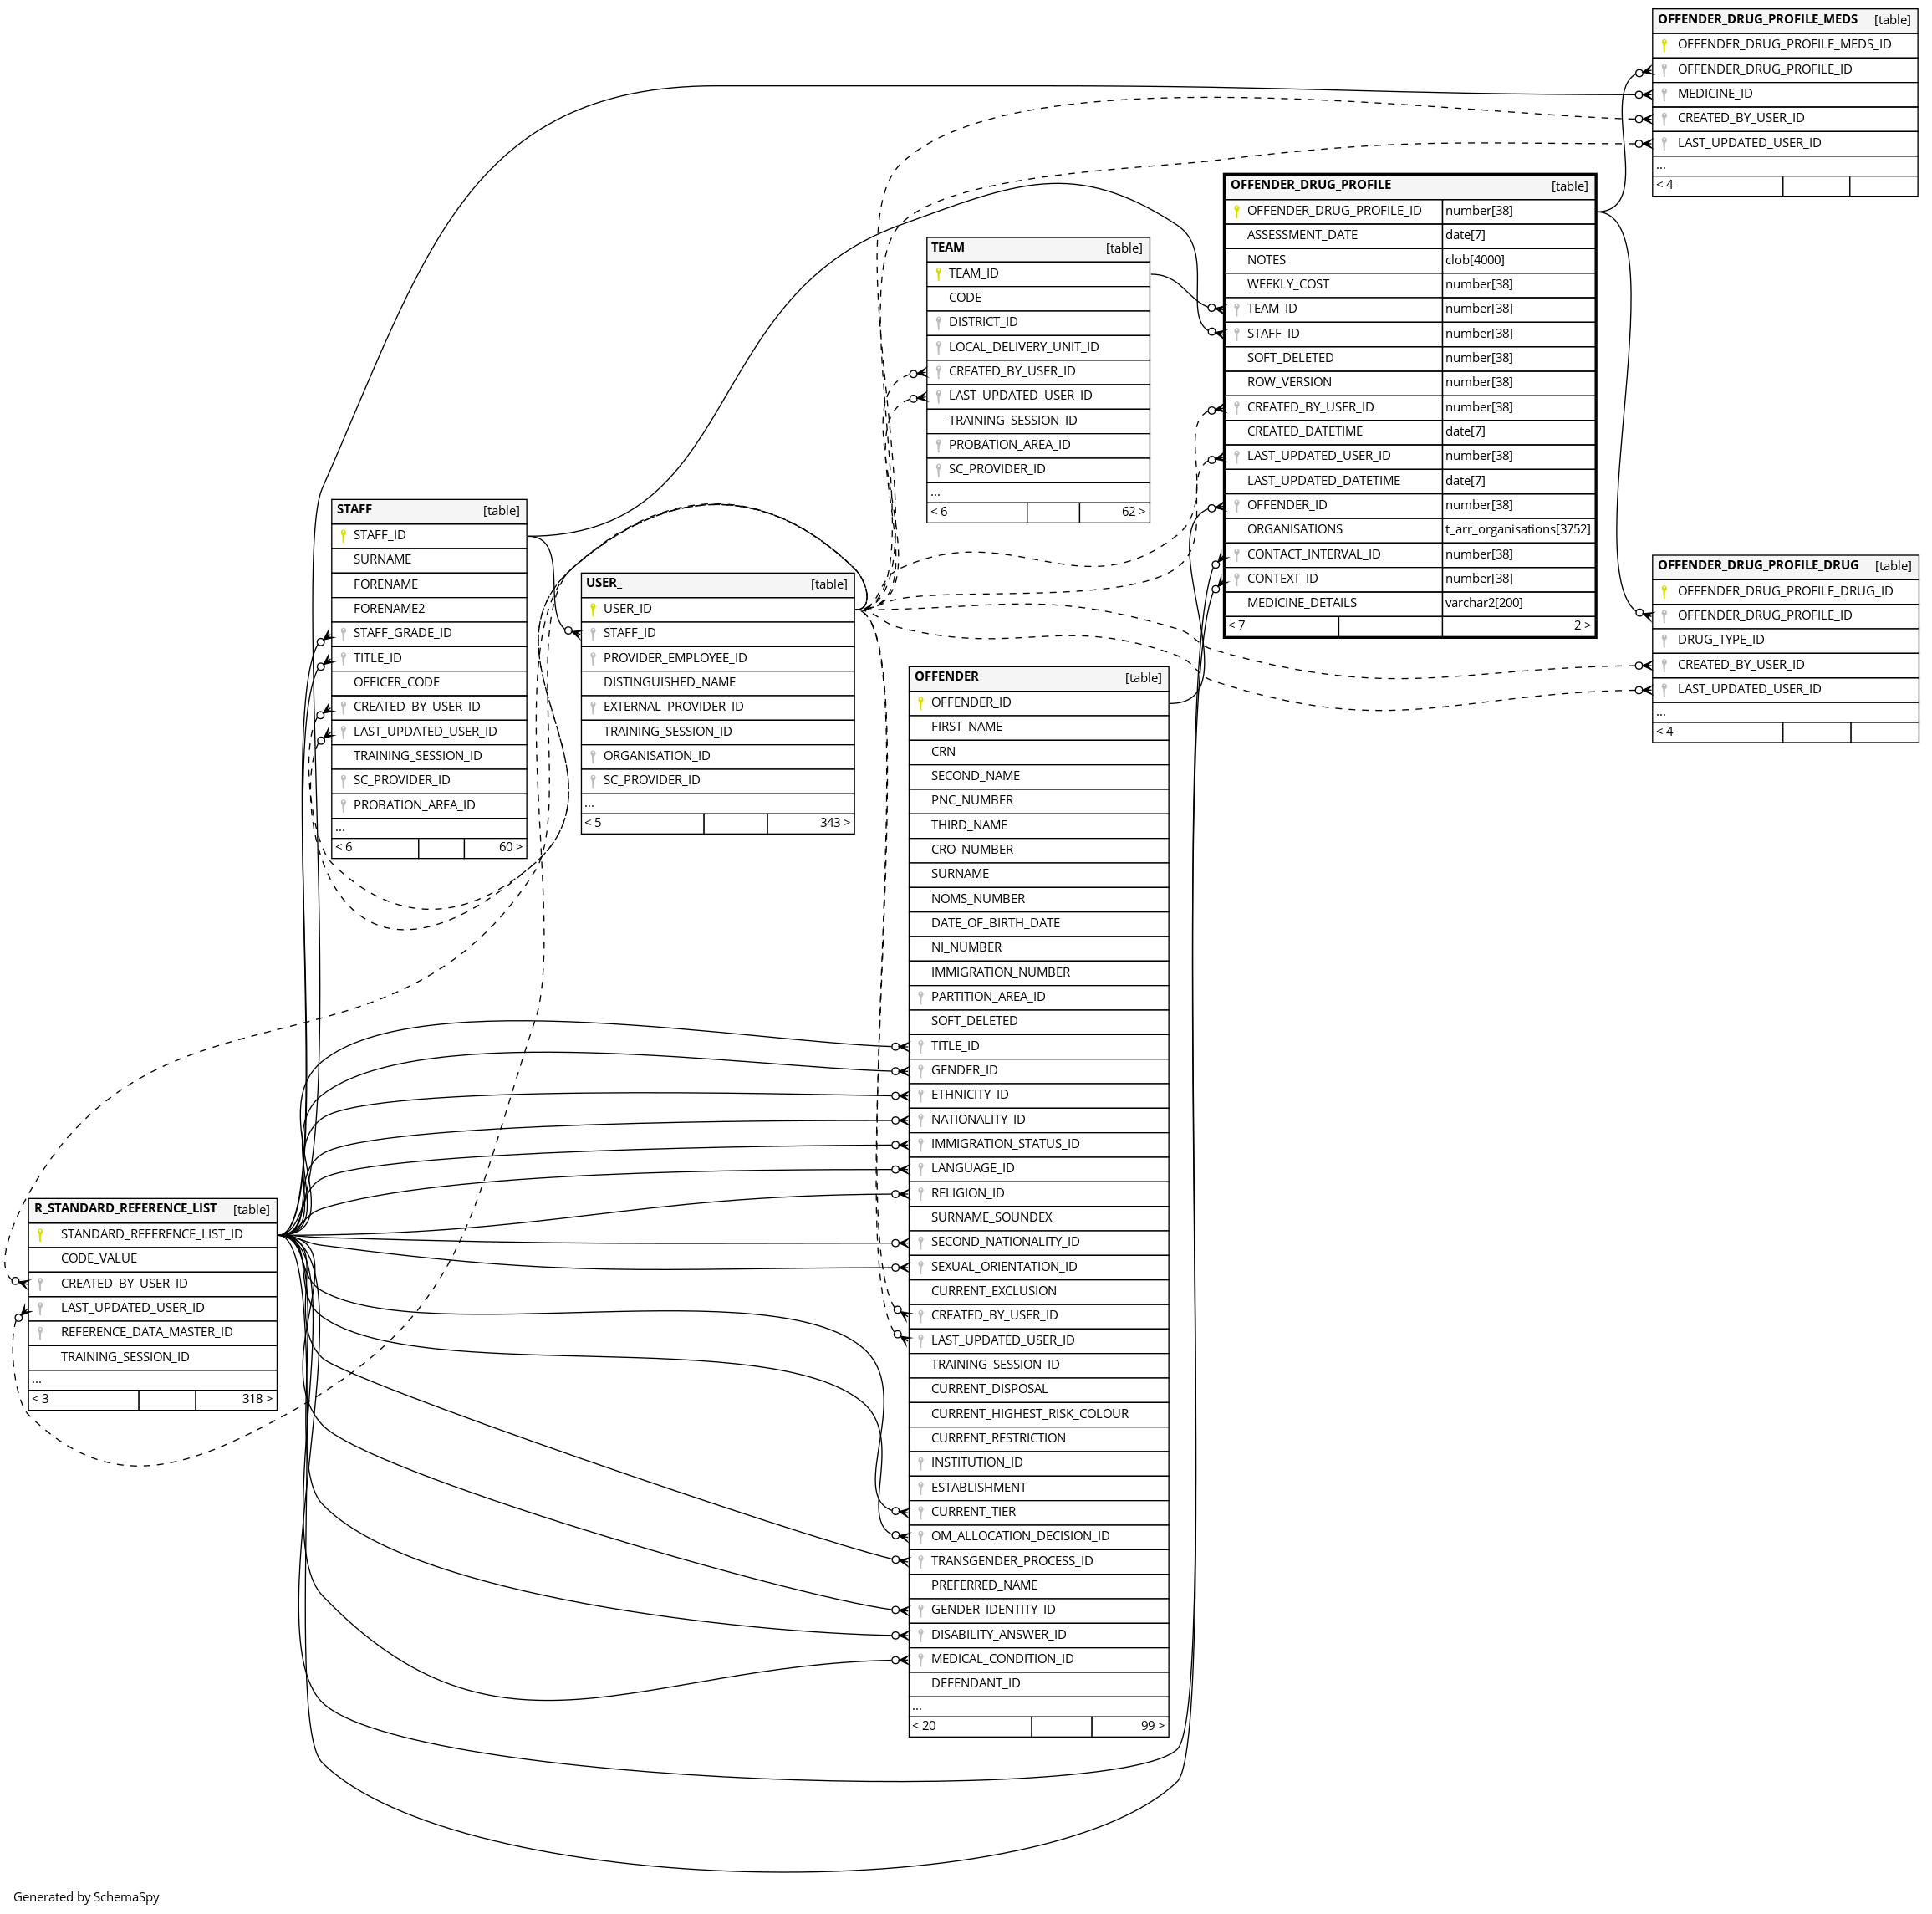 OFFENDER_DRUG_PROFILE_MEDS [table]
OFFENDER_DRUG_PROFILE_MEDS_ID
OFFENDER_DRUG_PROFILE_ID
MEDICINE_ID
CREATED_BY_USER_ID
LAST_UPDATED_USER_ID
...
< 4
OFFENDER_DRUG_PROFILE [table]
OFFENDER_DRUG_PROFILE_ID number[38]
ASSESSMENT_DATE date[7]
NOTES clob[4000]
WEEKLY_COST number[38]
TEAM_ID number[38]
STAFF_ID number[38]
SOFT_DELETED number[38]
ROW_VERSION number[38]
CREATED_BY_USER_ID number[38]
CREATED_DATETIME date[7]
LAST_UPDATED_USER_ID number[38]
LAST_UPDATED_DATETIME date[7]
OFFENDER_ID number[38]
ORGANISATIONS t_arr_organisations[3752]
CONTACT_INTERVAL_ID number[38]
CONTEXT_ID number[38]
MEDICINE_DETAILS varchar2[200]
< 7 2 >
TEAM [table]
TEAM_ID
CODE
DISTRICT_ID
LOCAL_DELIVERY_UNIT_ID
CREATED_BY_USER_ID
LAST_UPDATED_USER_ID
TRAINING_SESSION_ID
PROBATION_AREA_ID
SC_PROVIDER_ID
...
< 6 62 >
STAFF [table]
STAFF_ID
SURNAME
FORENAME
FORENAME2
STAFF_GRADE_ID
TITLE_ID
OFFICER_CODE
CREATED_BY_USER_ID
LAST_UPDATED_USER_ID
TRAINING_SESSION_ID
SC_PROVIDER_ID
PROBATION_AREA_ID
...
< 6 60 >
USER_ [table]
USER_ID
STAFF_ID
PROVIDER_EMPLOYEE_ID
DISTINGUISHED_NAME
EXTERNAL_PROVIDER_ID
TRAINING_SESSION_ID
ORGANISATION_ID
SC_PROVIDER_ID
...
< 5 343 >
OFFENDER_DRUG_PROFILE_DRUG [table]
OFFENDER_DRUG_PROFILE_DRUG_ID
OFFENDER_DRUG_PROFILE_ID
DRUG_TYPE_ID
CREATED_BY_USER_ID
LAST_UPDATED_USER_ID
...
< 4
OFFENDER [table]
OFFENDER_ID
FIRST_NAME
CRN
SECOND_NAME
PNC_NUMBER
THIRD_NAME
CRO_NUMBER
SURNAME
NOMS_NUMBER
DATE_OF_BIRTH_DATE
NI_NUMBER
IMMIGRATION_NUMBER
PARTITION_AREA_ID
SOFT_DELETED
TITLE_ID
GENDER_ID
ETHNICITY_ID
NATIONALITY_ID
IMMIGRATION_STATUS_ID
LANGUAGE_ID
RELIGION_ID
SURNAME_SOUNDEX
SECOND_NATIONALITY_ID
SEXUAL_ORIENTATION_ID
CURRENT_EXCLUSION
CREATED_BY_USER_ID
LAST_UPDATED_USER_ID
TRAINING_SESSION_ID
CURRENT_DISPOSAL
CURRENT_HIGHEST_RISK_COLOUR
CURRENT_RESTRICTION
INSTITUTION_ID
ESTABLISHMENT
CURRENT_TIER
OM_ALLOCATION_DECISION_ID
TRANSGENDER_PROCESS_ID
PREFERRED_NAME
GENDER_IDENTITY_ID
DISABILITY_ANSWER_ID
MEDICAL_CONDITION_ID
DEFENDANT_ID
...
< 20 99 >
R_STANDARD_REFERENCE_LIST [table]
STANDARD_REFERENCE_LIST_ID
CODE_VALUE
CREATED_BY_USER_ID
LAST_UPDATED_USER_ID
REFERENCE_DATA_MASTER_ID
TRAINING_SESSION_ID
...
< 3 318 >
Generated by SchemaSpy